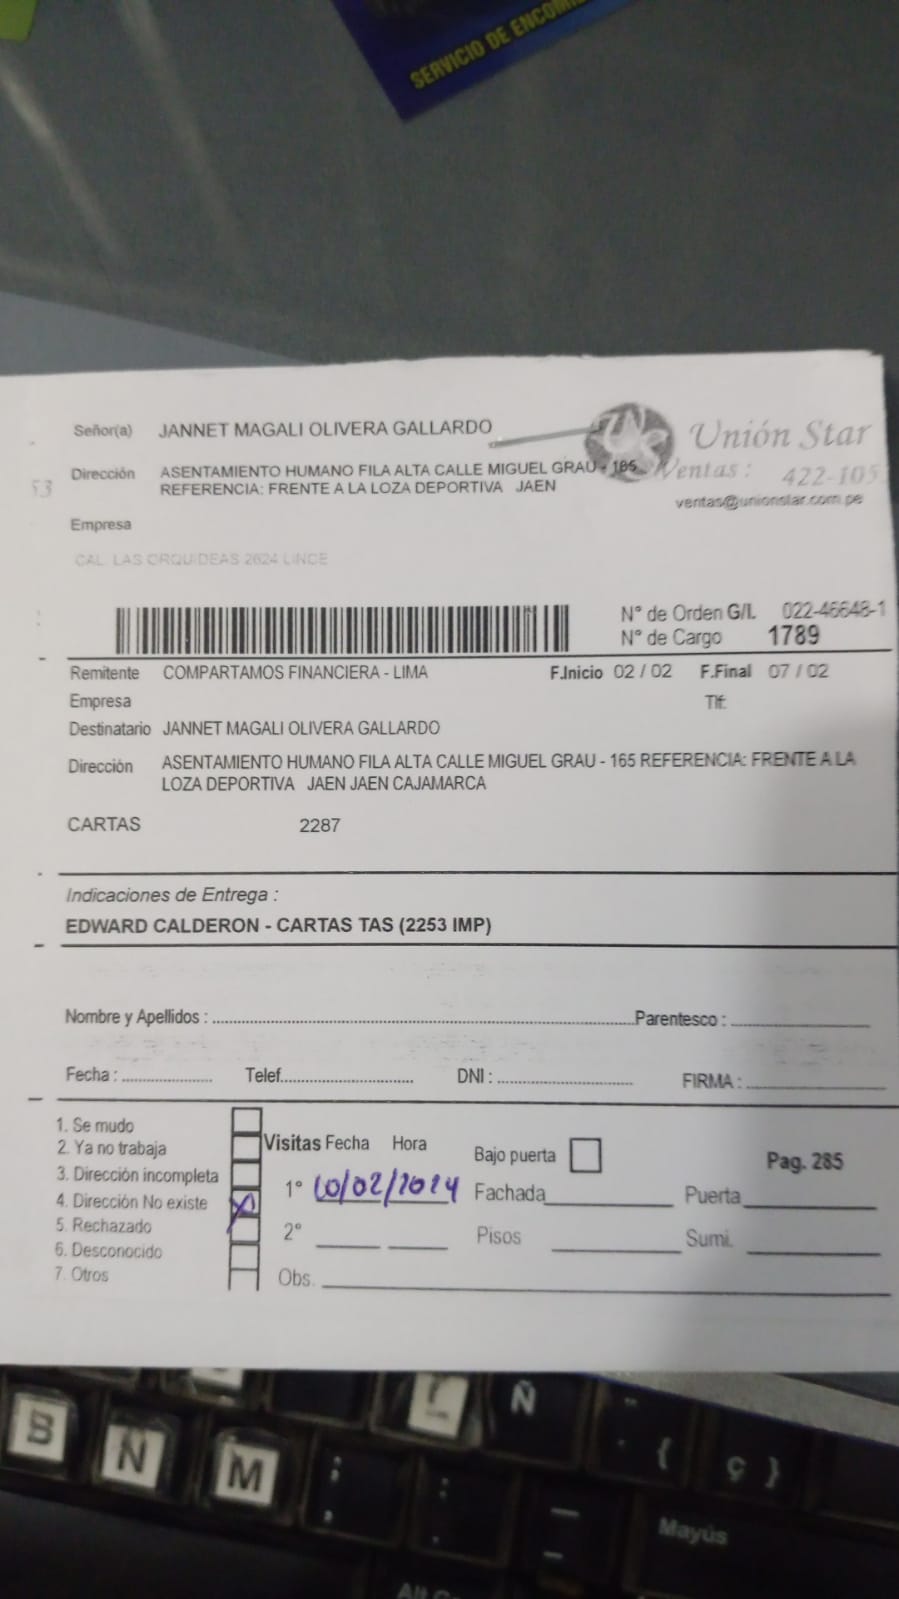 SERVICIO DE
Señor(a) JANNET MAGALI OLIVERA GALLARDO
Unión Star
Dirección ASENTAMIENTO HUMANO FILA ALTA CALLE MIGUEL GRAU - 165
Ventas: 422-105
53
REFERENCIA: FRENTE A LA LOZA DEPORTIVA JAEN
ventas@unionstar.com.pe
Empresa
CAL. LAS ORQUIDEAS 2624 LINCE
N° de Orden G/L 022-46648-1
N° de Cargo 1789
Remitente COMPARTAMOS FINANCIERA - LIMA F.Inicio 02 / 02 F.Final 07 / 02
Empresa Tlf:
Destinatario JANNET MAGALI OLIVERA GALLARDO
Dirección ASENTAMIENTO HUMANO FILA ALTA CALLE MIGUEL GRAU - 165 REFERENCIA: FRENTE A LA
LOZA DEPORTIVA JAEN JAEN CAJAMARCA
CARTAS 2287
Indicaciones de Entrega :
EDWARD CALDERON - CARTAS TAS (2253 IMP)
Nombre y Apellidos : Parentesco :
Fecha : Telef. DNI : FIRMA :
1. Se mudo
2. Ya no trabaja
3. Dirección incompleta
4. Dirección No existe
5. Rechazado
6. Desconocido
7. Otros
Visitas Fecha Hora
1° 10/02/2024
2°
Obs.
Bajo puerta
Pag. 285
Fachada Puerta
Pisos Sumi.
B N M ; : L Ñ { ç }
, . _ -
Mayús